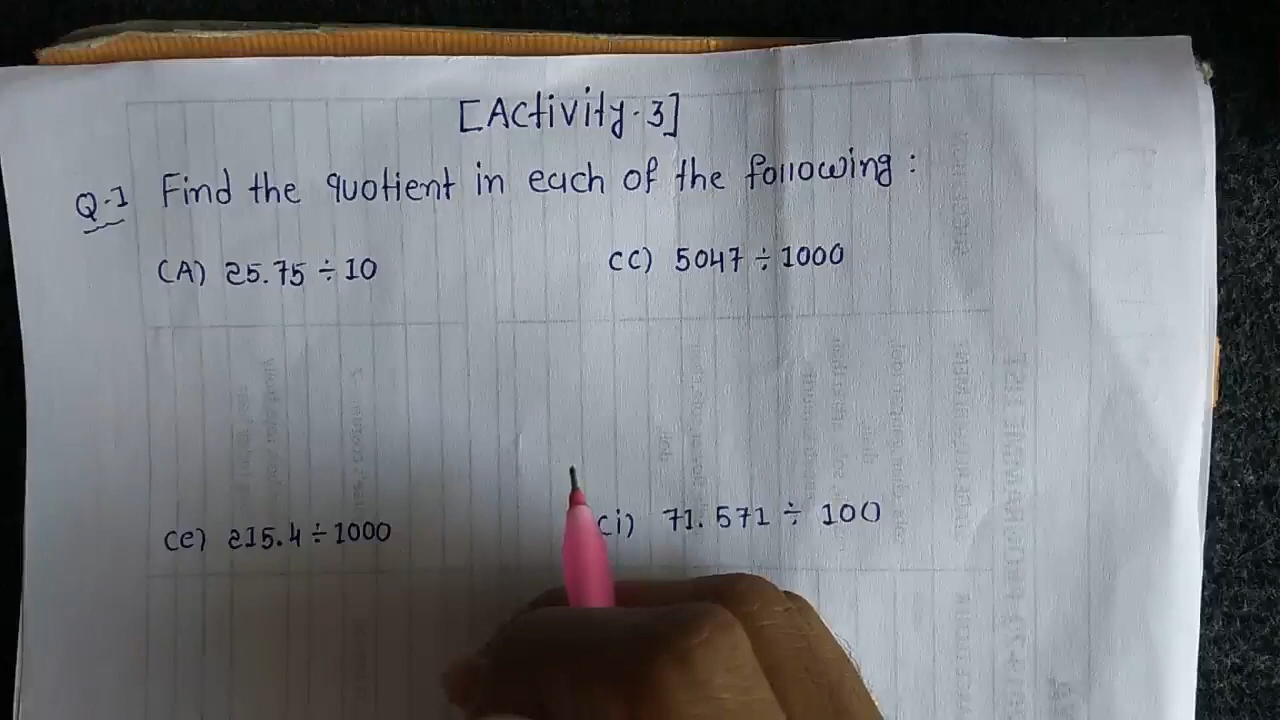 [Activity-3]
Q-1 Find the quotient in each of the following:
(A) 25.75 ÷ 10
(C) 5047 ÷ 1000
(e) 215.4 ÷ 1000
(i) 71.571 ÷ 100